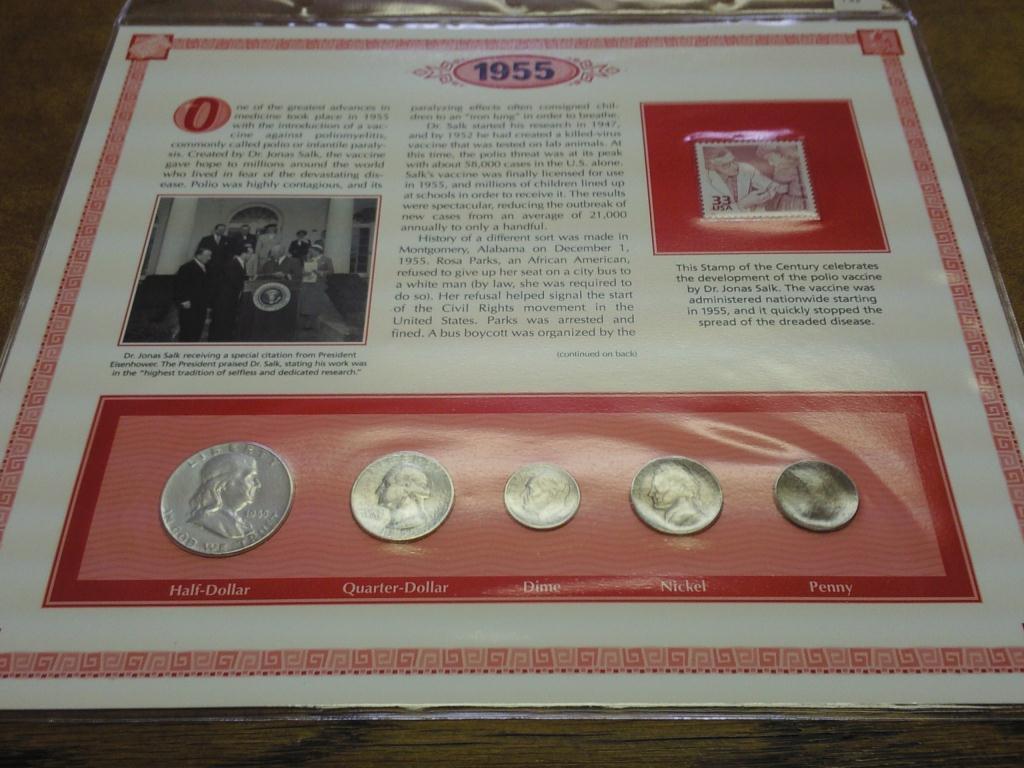 1955
One of the greatest advances in
medicine took place in 1955
with the introduction of a vac-
cine against poliomyelitis,
commonly called polio or infantile paraly-
sis. Created by Dr. Jonas Salk, the vaccine
gave hope to millions around the world
who lived in fear of the devastating dis-
ease. Polio was highly contagious, and its
Dr. Jonas Salk receiving a special citation from President
Eisenhower. The President praised Dr. Salk, stating his work was
in the "highest tradition of selfless and dedicated research."
paralyzing effects often consigned chil-
dren to an "iron lung" in order to breathe.
Dr. Salk started his research in 1947,
and by 1952 he had created a killed-virus
vaccine that was tested on lab animals. At
this time, the polio threat was at its peak
with about 58,000 cases in the U.S. alone.
Salk's vaccine was finally licensed for use
in 1955, and millions of children lined up
at schools in order to receive it. The results
were spectacular, reducing the outbreak of
new cases from an average of 21,000
annually to only a handful.
History of a different sort was made in
Montgomery, Alabama on December 1,
1955. Rosa Parks, an African American,
refused to give up her seat on a city bus to
a white man (by law, she was required to
do so). Her refusal helped signal the start
of the Civil Rights movement in the
United States. Parks was arrested and
fined. A bus boycott was organized by the
(continued on back)
33
USA
This Stamp of the Century celebrates
the development of the polio vaccine
by Dr. Jonas Salk. The vaccine was
administered nationwide starting
in 1955, and it quickly stopped the
spread of the dreaded disease.
LIBERTY
1955
IN GOD WE TRUST
Half-Dollar
Quarter-Dollar
Dime
Nickel
Penny